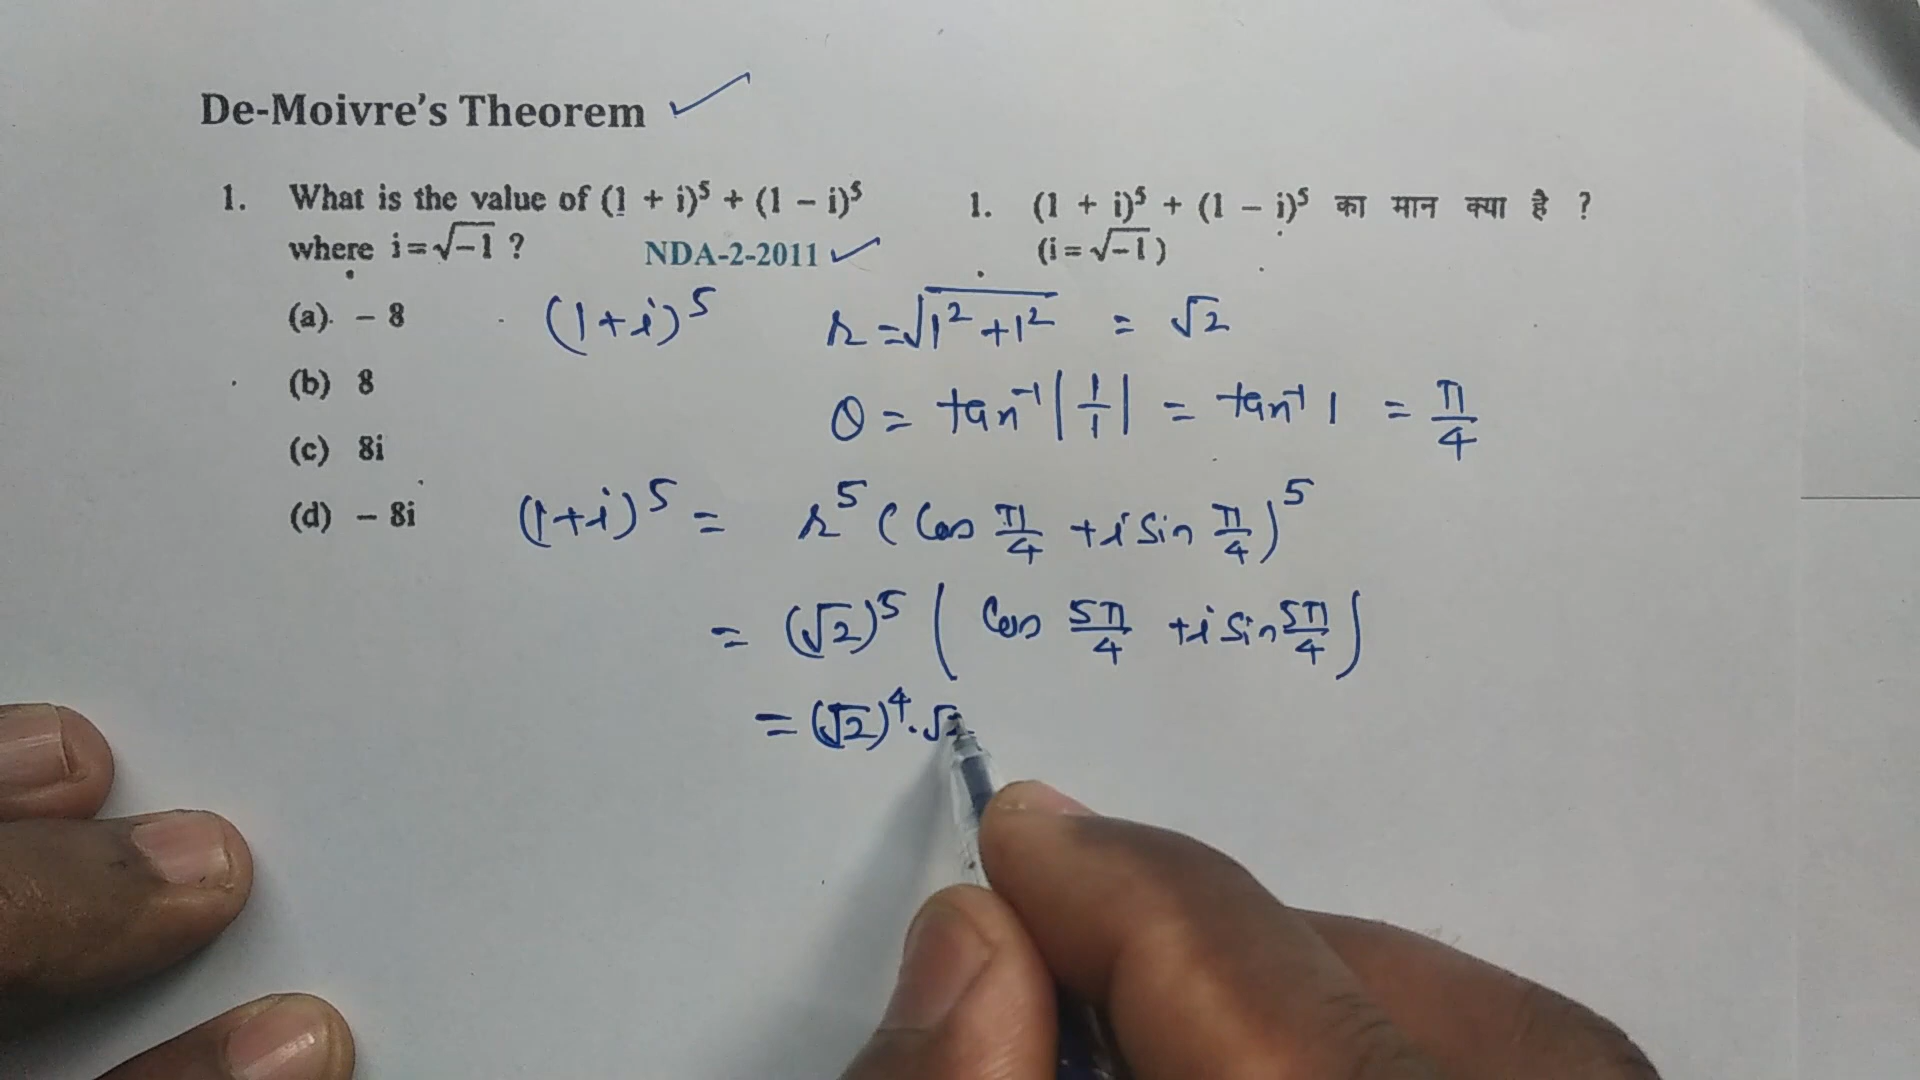 De-Moivre's Theorem ✓
1. What is the value of (1 + i)⁵ + (1 – i)⁵
where i=√–1 ?
NDA-2-2011 ✓
(a). – 8
(b) 8
(c) 8i
(d) – 8i
1. (1 + i)⁵ + (1 – i)⁵ का मान क्या है ?
(i = √–1)
(1+i)⁵ r = √(1²+1²) = √2
θ = tan⁻¹|1/1| = tan⁻¹ 1 = π/4
(1+i)⁵ = r⁵ (Cos π/4 + i Sin π/4)⁵
= (√2)⁵ (Cos 5π/4 + i Sin 5π/4)
= (√2)⁴.√2